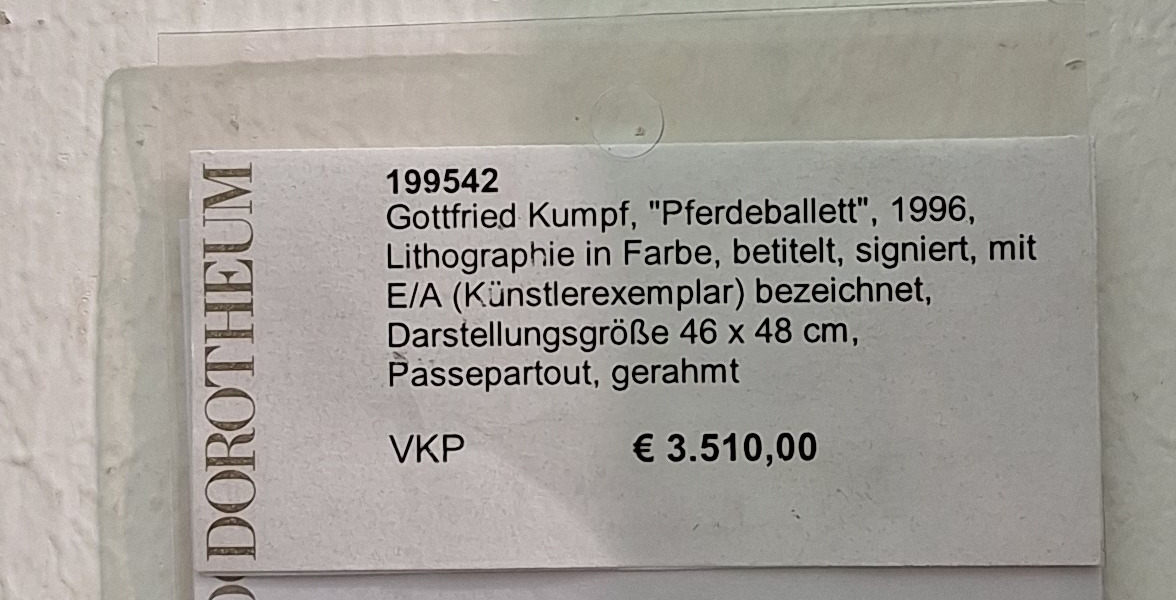 DOROTHEUM
199542
Gottfried Kumpf, "Pferdeballett", 1996,
Lithographie in Farbe, betitelt, signiert, mit
E/A (Künstlerexemplar) bezeichnet,
Darstellungsgröße 46 x 48 cm,
Passepartout, gerahmt
VKP € 3.510,00